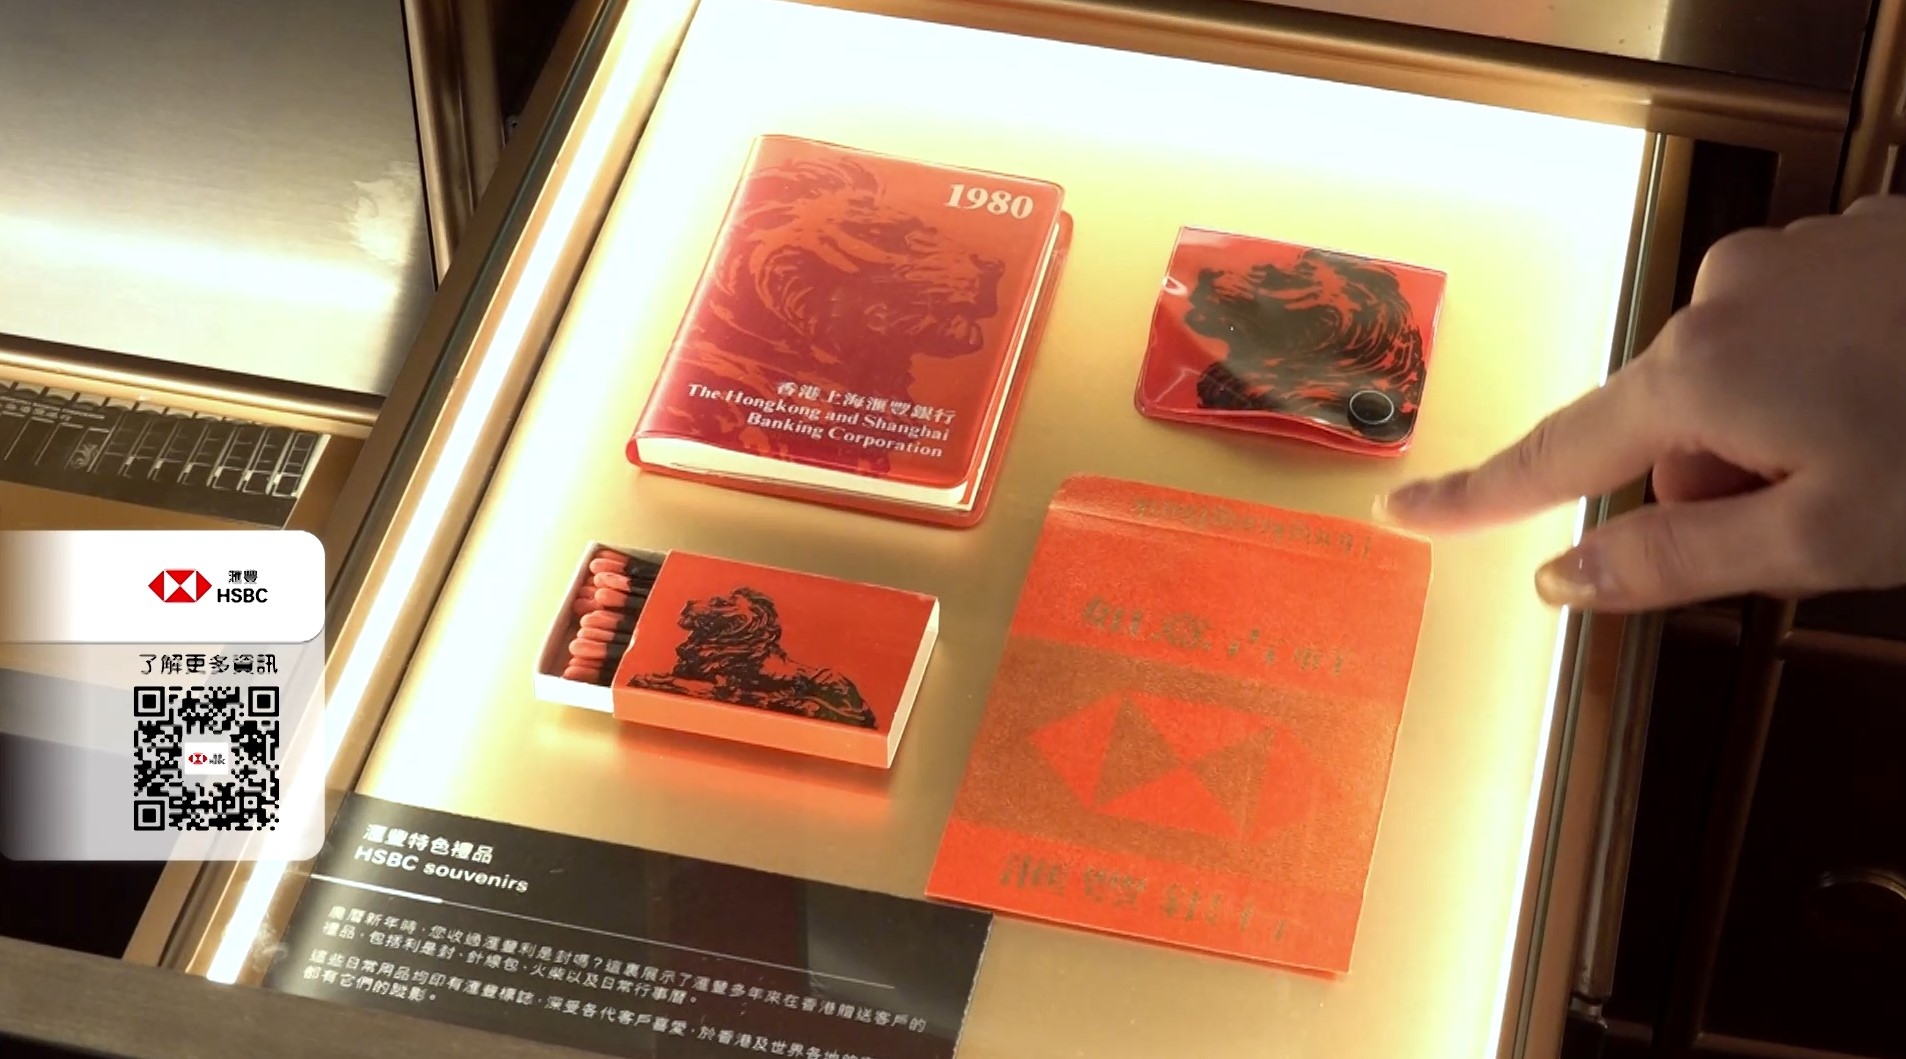 1980
香港上海滙豐銀行
The Hongkong and Shanghai
Banking Corporation
滙豐
HSBC
了解更多資訊
滙豐特色禮品
HSBC souvenirs
農曆新年時，您收過滙豐利是封嗎？這裏展示了滙豐多年來在香港贈送客戶的
禮品，包括利是封、針線包、火柴以及日常行事曆。
這些日常用品均印有滙豐標誌，深受各代客戶喜愛，於香港及世界各地
都有它們的蹤影。